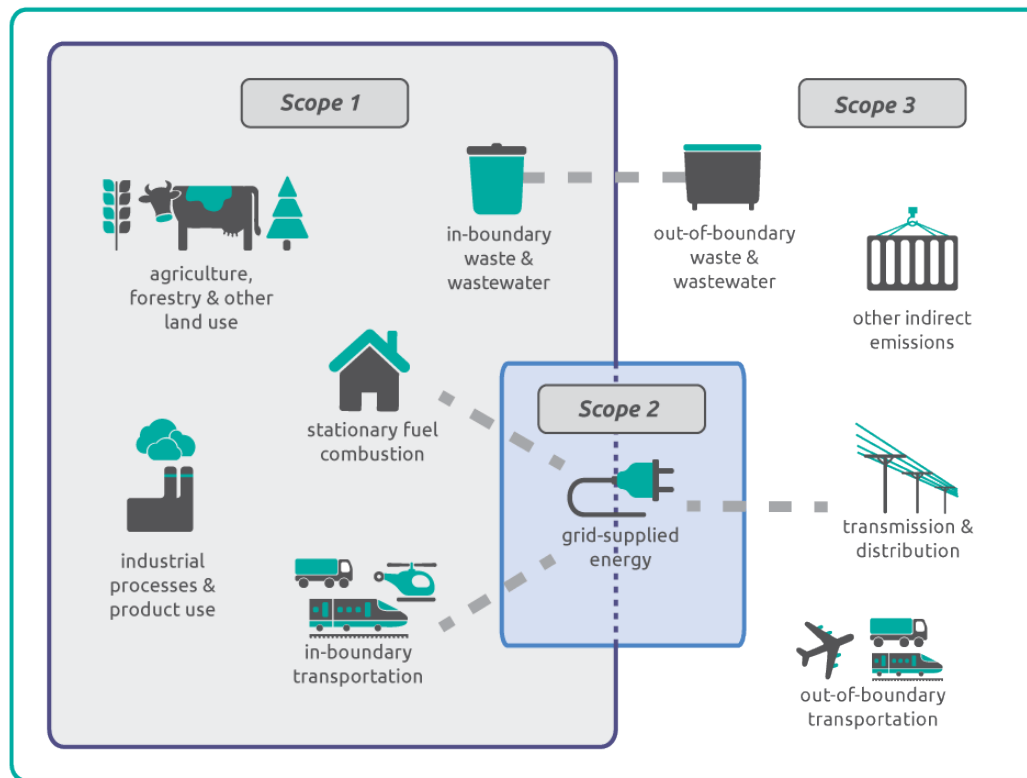 Scope 1
Scope 3
in-boundary
waste &
wastewater
out-of-boundary
waste &
wastewater
agriculture,
forestry & other
land use
other indirect
emissions
Scope 2
stationary fuel
combustion
grid-supplied
energy
transmission &
distribution
industrial
processes &
product use
in-boundary
transportation
out-of-boundary
transportation